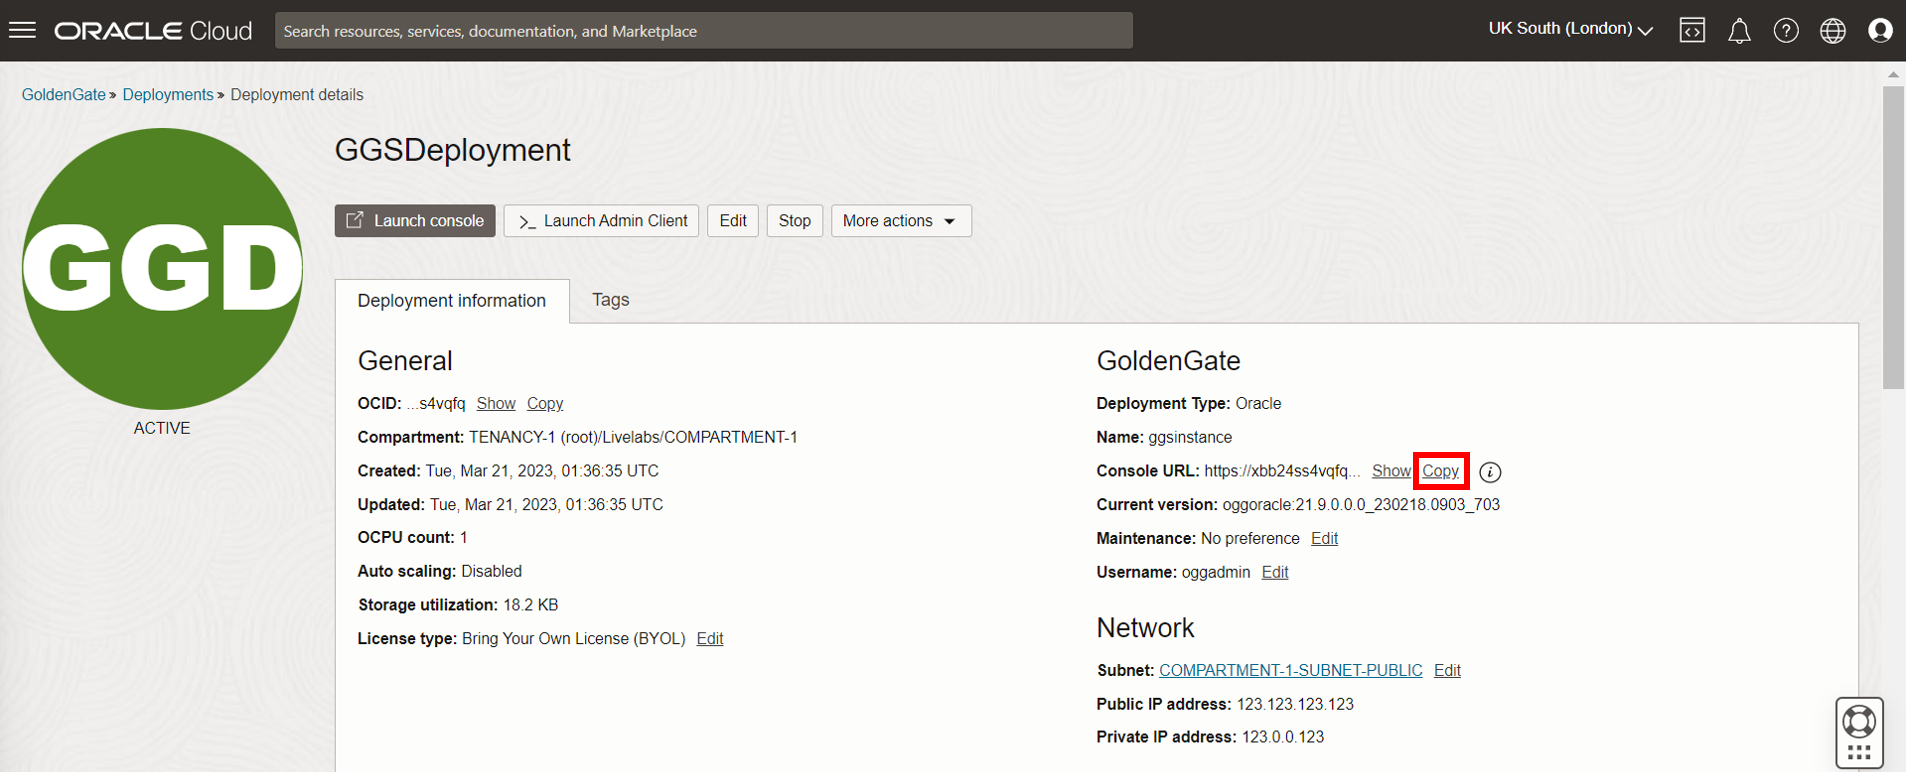 ORACLE Cloud
Search resources, services, documentation, and Marketplace
UK South (London)
GoldenGate » Deployments » Deployment details
GGD
ACTIVE
GGSDeployment
Launch console
Launch Admin Client
Edit
Stop
More actions
Deployment information
Tags
General
OCID: ...s4vqfq Show Copy
Compartment: TENANCY-1 (root)/Livelabs/COMPARTMENT-1
Created: Tue, Mar 21, 2023, 01:36:35 UTC
Updated: Tue, Mar 21, 2023, 01:36:35 UTC
OCPU count: 1
Auto scaling: Disabled
Storage utilization: 18.2 KB
License type: Bring Your Own License (BYOL) Edit
GoldenGate
Deployment Type: Oracle
Name: ggsinstance
Console URL: https://xbb24ss4vqfq... Show Copy
Current version: oggoracle:21.9.0.0.0_230218.0903_703
Maintenance: No preference Edit
Username: oggadmin Edit
Network
Subnet: COMPARTMENT-1-SUBNET-PUBLIC Edit
Public IP address: 123.123.123.123
Private IP address: 123.0.0.123